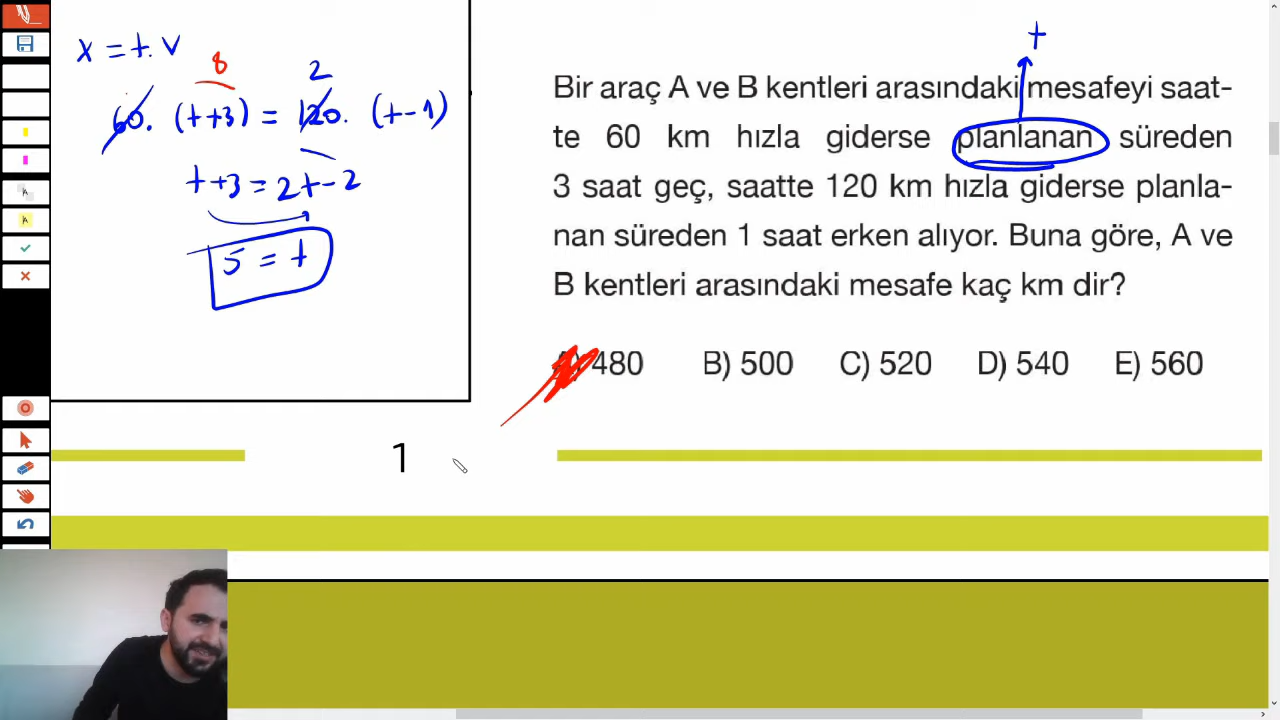 x = t.v
8
2
60. (t+3) = 120. (t-1)
t+3 = 2t-2
5 = t
t
Bir araç A ve B kentleri arasındaki mesafeyi saat-
te 60 km hızla giderse planlanan süreden
3 saat geç, saatte 120 km hızla giderse planla-
nan süreden 1 saat erken alıyor. Buna göre, A ve
B kentleri arasındaki mesafe kaç km dir?
A) 480 B) 500 C) 520 D) 540 E) 560
1